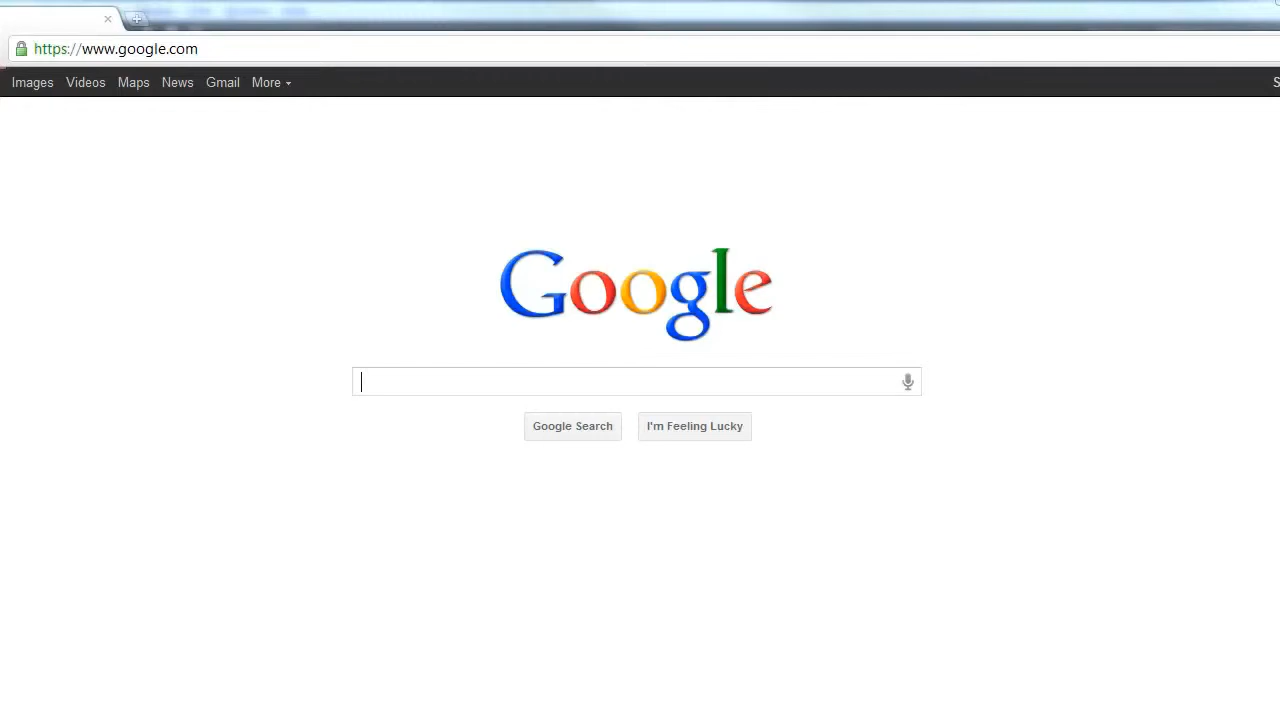 https://www.google.com
Images Videos Maps News Gmail More
Google
Google Search I'm Feeling Lucky